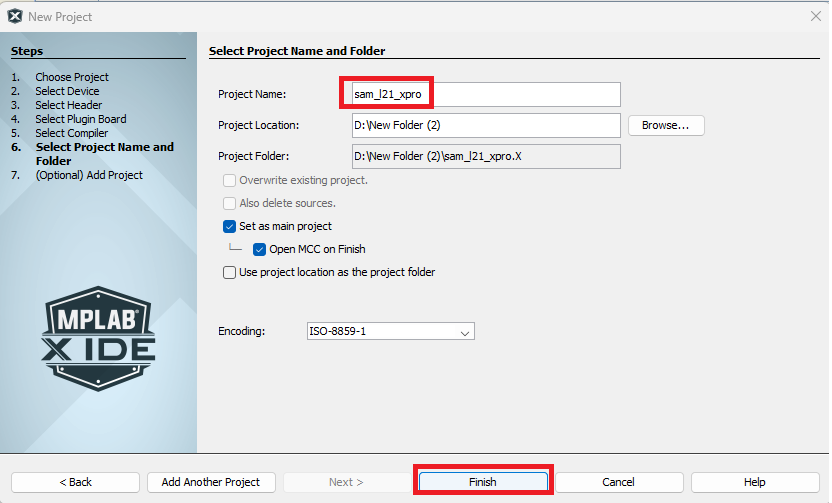 New Project
Steps
1. Choose Project
2. Select Device
3. Select Header
4. Select Plugin Board
5. Select Compiler
6. Select Project Name and
Folder
7. (Optional) Add Project
MPLAB®
X IDE
Select Project Name and Folder
Project Name: sam_l21_xpro
Project Location: D:\New Folder (2) Browse...
Project Folder: D:\New Folder (2)\sam_l21_xpro.X
Overwrite existing project.
Also delete sources.
Set as main project
Open MCC on Finish
Use project location as the project folder
Encoding: ISO-8859-1
< Back Add Another Project Next > Finish Cancel Help